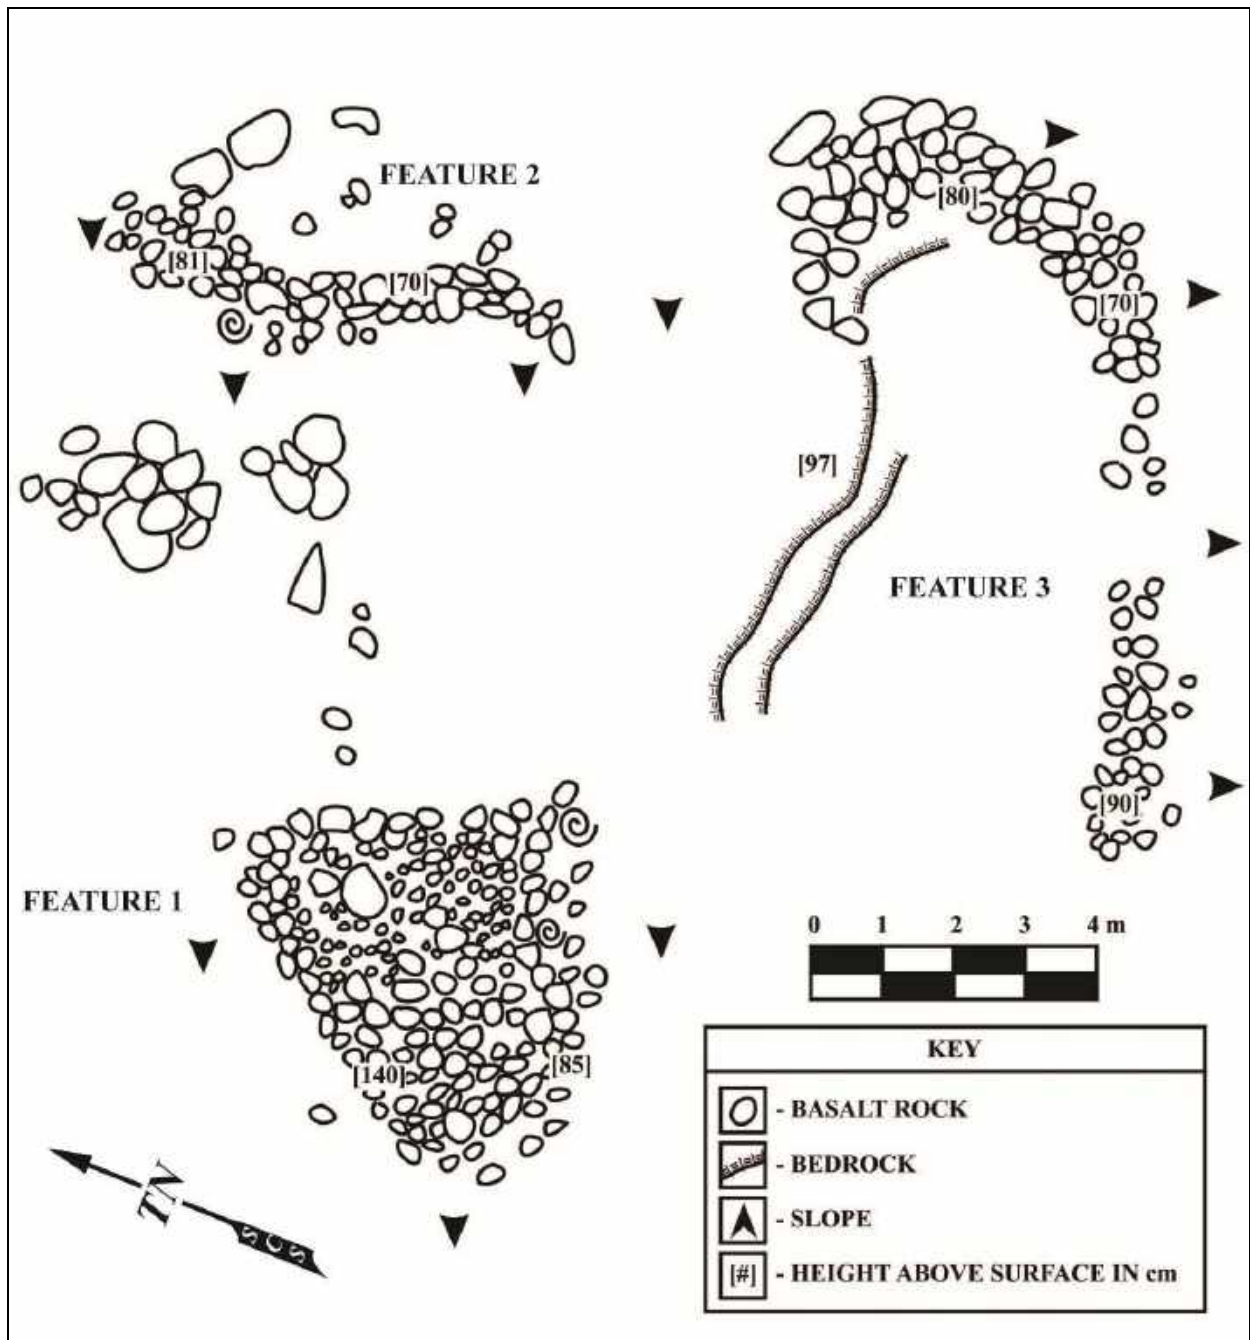 FEATURE 2
[80]
[81]
[70]
[70]
[97]
FEATURE 3
[90]
FEATURE 1
0 1 2 3 4 m
[140]
[85]
KEY
- BASALT ROCK
- BEDROCK
- SLOPE
[#] - HEIGHT ABOVE SURFACE IN cm
TN
SCS